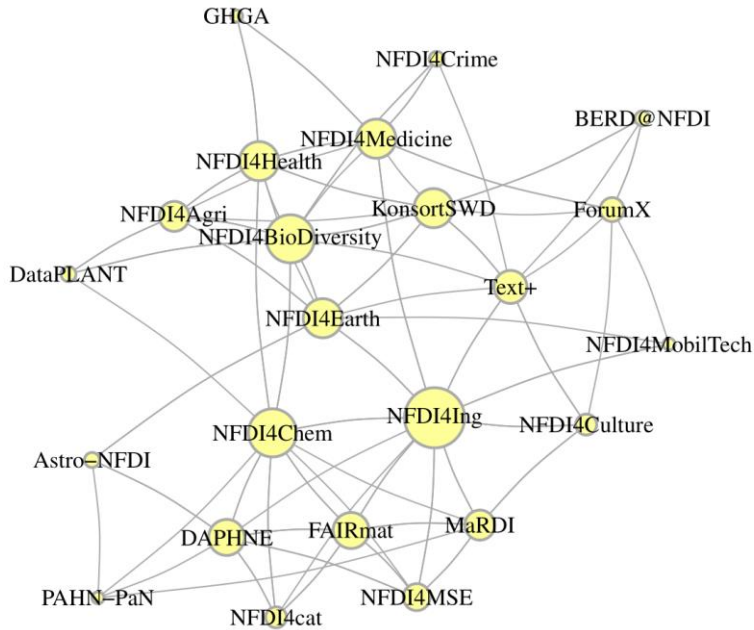 GHGA
NFDI4Crime
BERD@NFDI
NFDI4Medicine
NFDI4Health
NFDI4Agri
KonsortSWD
ForumX
NFDI4BioDiversity
DataPLANT
Text+
NFDI4Earth
NFDI4MobilTech
NFDI4Ing
NFDI4Chem
NFDI4Culture
Astro−NFDI
DAPHNE
FAIRmat
MaRDI
PAHN−PaN
NFDI4MSE
NFDI4cat